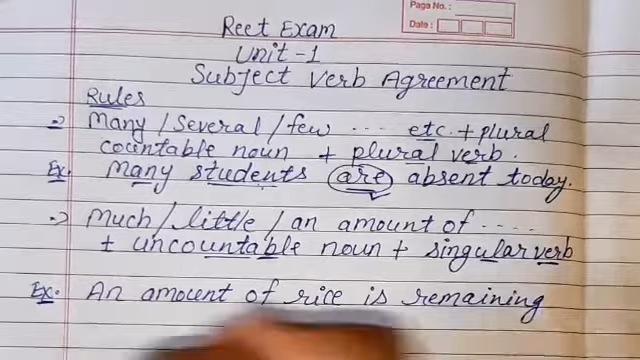 Page No.:
Date:
Reet Exam
Unit-1
Subject Verb Agreement
Rules
=> Many / Several / few ... etc. + plural
countable noun + plural verb.
Ex. Many students are absent today.
=> Much / little / an amount of ....
+ uncountable noun + singular verb
Ex. An amount of rice is remaining